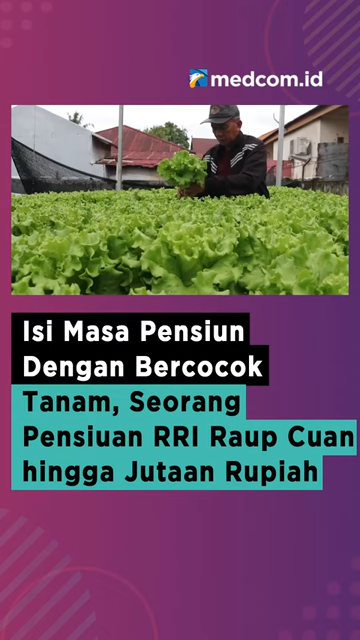 medcom.id
Isi Masa Pensiun
Dengan Bercocok
Tanam, Seorang
Pensiuan RRI Raup Cuan
hingga Jutaan Rupiah